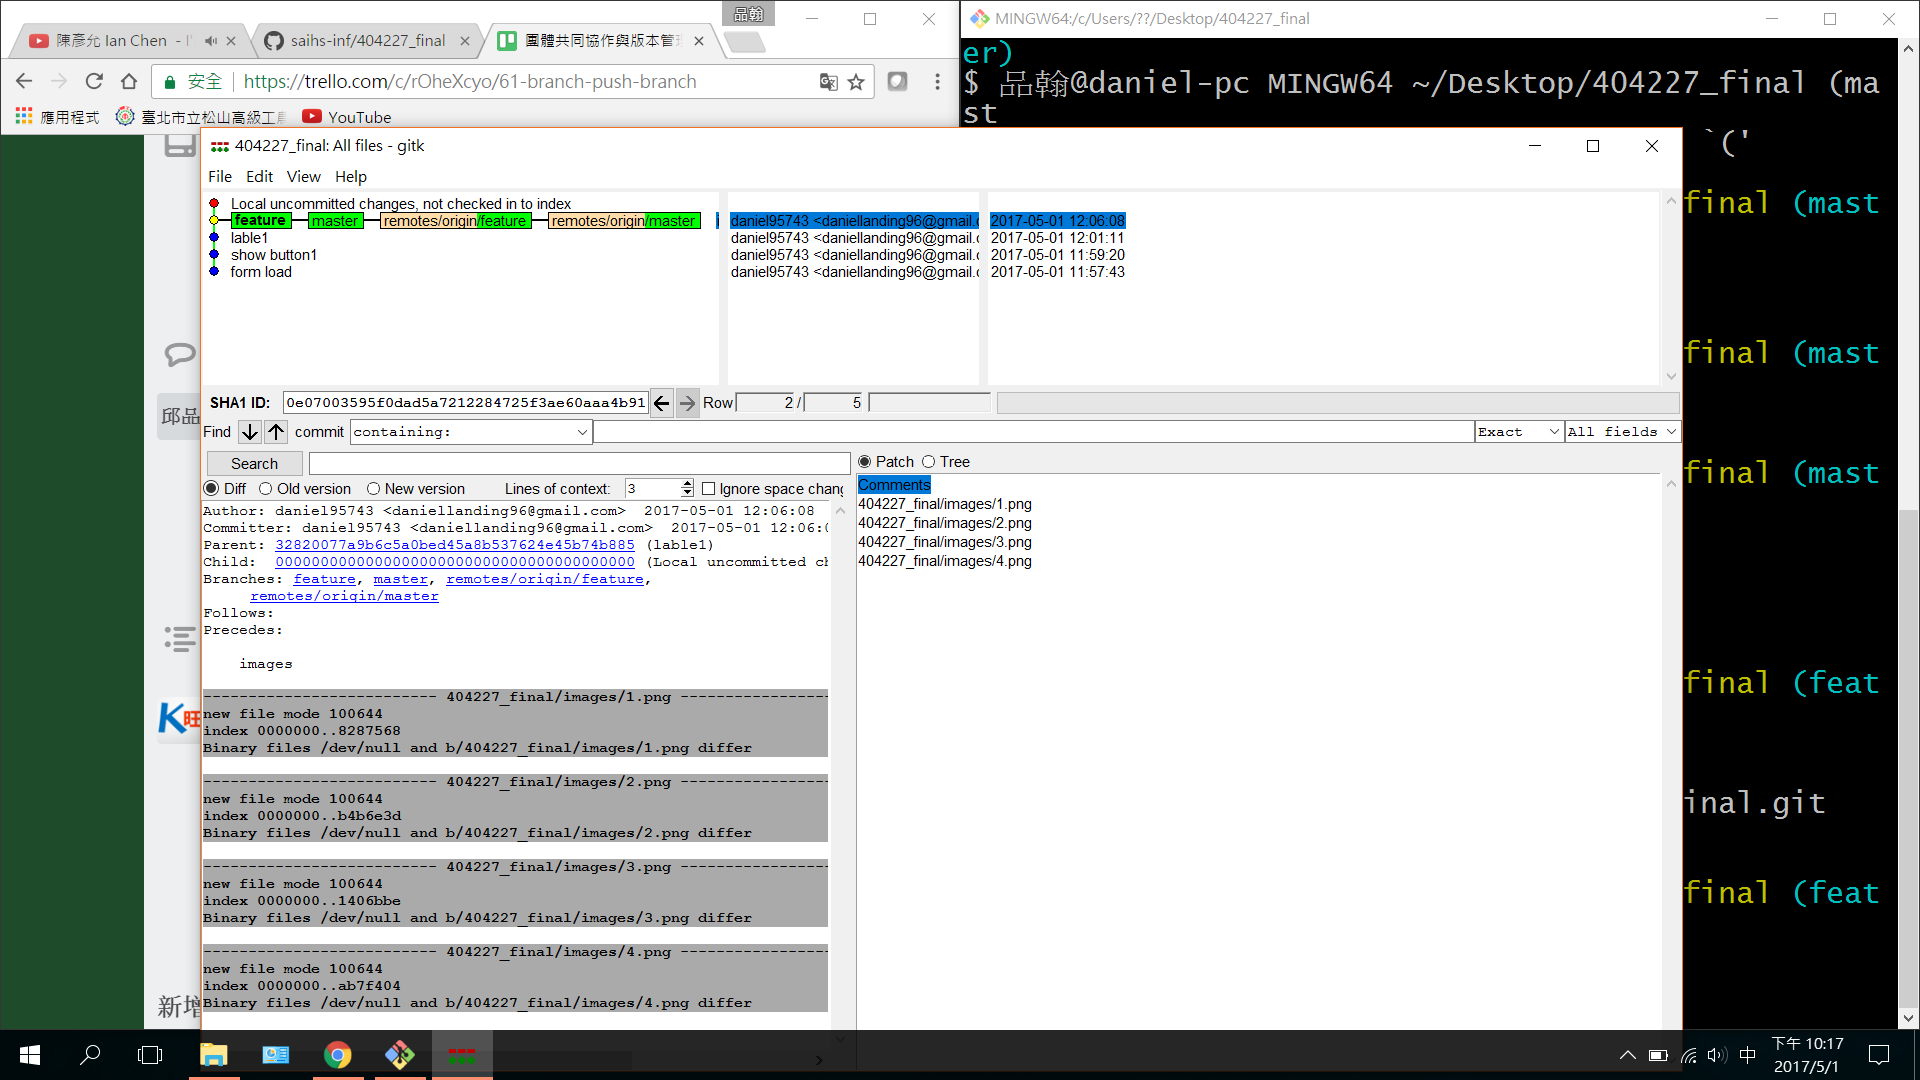 品翰
陳彥允 Ian Chen
saihs-inf/404227_final
團體共同協作與版本管
安全
https://trello.com/c/rOheXcyo/61-branch-push-branch
應用程式
臺北市立松山高級工
YouTube
MINGW64:/c/Users/??/Desktop/404227_final
er)
$ 品翰@daniel-pc MINGW64 ~/Desktop/404227_final (ma
st
`('
final (mast
final (mast
final (mast
final (feat
inal.git
final (feat
邱品
新增
K旺
404227_final: All files - gitk
File Edit View Help
Local uncommitted changes, not checked in to index
feature master remotes/origin/feature remotes/origin/master daniel95743 <daniellanding96@gmail.c 2017-05-01 12:06:08
lable1 daniel95743 <daniellanding96@gmail.c 2017-05-01 12:01:11
show button1 daniel95743 <daniellanding96@gmail.c 2017-05-01 11:59:20
form load daniel95743 <daniellanding96@gmail.c 2017-05-01 11:57:43
SHA1 ID: 0e07003595f0dad5a7212284725f3ae60aaa4b91 Row 2 / 5
Find commit containing: Exact All fields
Search
Patch Tree
Diff Old version New version Lines of context: 3 Ignore space chang
Comments
404227_final/images/1.png
404227_final/images/2.png
404227_final/images/3.png
404227_final/images/4.png
Author: daniel95743 <daniellanding96@gmail.com> 2017-05-01 12:06:08
Committer: daniel95743 <daniellanding96@gmail.com> 2017-05-01 12:06:0
Parent: 32820077a9b6c5a0bed45a8b537624e45b74b885 (lable1)
Child: 0000000000000000000000000000000000000000 (Local uncommitted ch
Branches: feature, master, remotes/origin/feature,
remotes/origin/master
Follows:
Precedes:
images
-------------------------- 404227_final/images/1.png -----------------
new file mode 100644
index 0000000..8287568
Binary files /dev/null and b/404227_final/images/1.png differ
-------------------------- 404227_final/images/2.png -----------------
new file mode 100644
index 0000000..b4b6e3d
Binary files /dev/null and b/404227_final/images/2.png differ
-------------------------- 404227_final/images/3.png -----------------
new file mode 100644
index 0000000..1406bbe
Binary files /dev/null and b/404227_final/images/3.png differ
-------------------------- 404227_final/images/4.png -----------------
new file mode 100644
index 0000000..ab7f404
Binary files /dev/null and b/404227_final/images/4.png differ
中
下午 10:17
2017/5/1